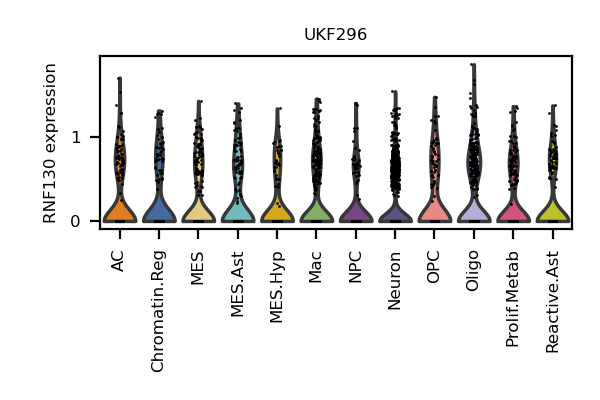 UKF296
RNF130 expression
1
0
AC
Chromatin.Reg
MES
MES.Ast
MES.Hyp
Mac
NPC
Neuron
OPC
Oligo
Prolif.Metab
Reactive.Ast